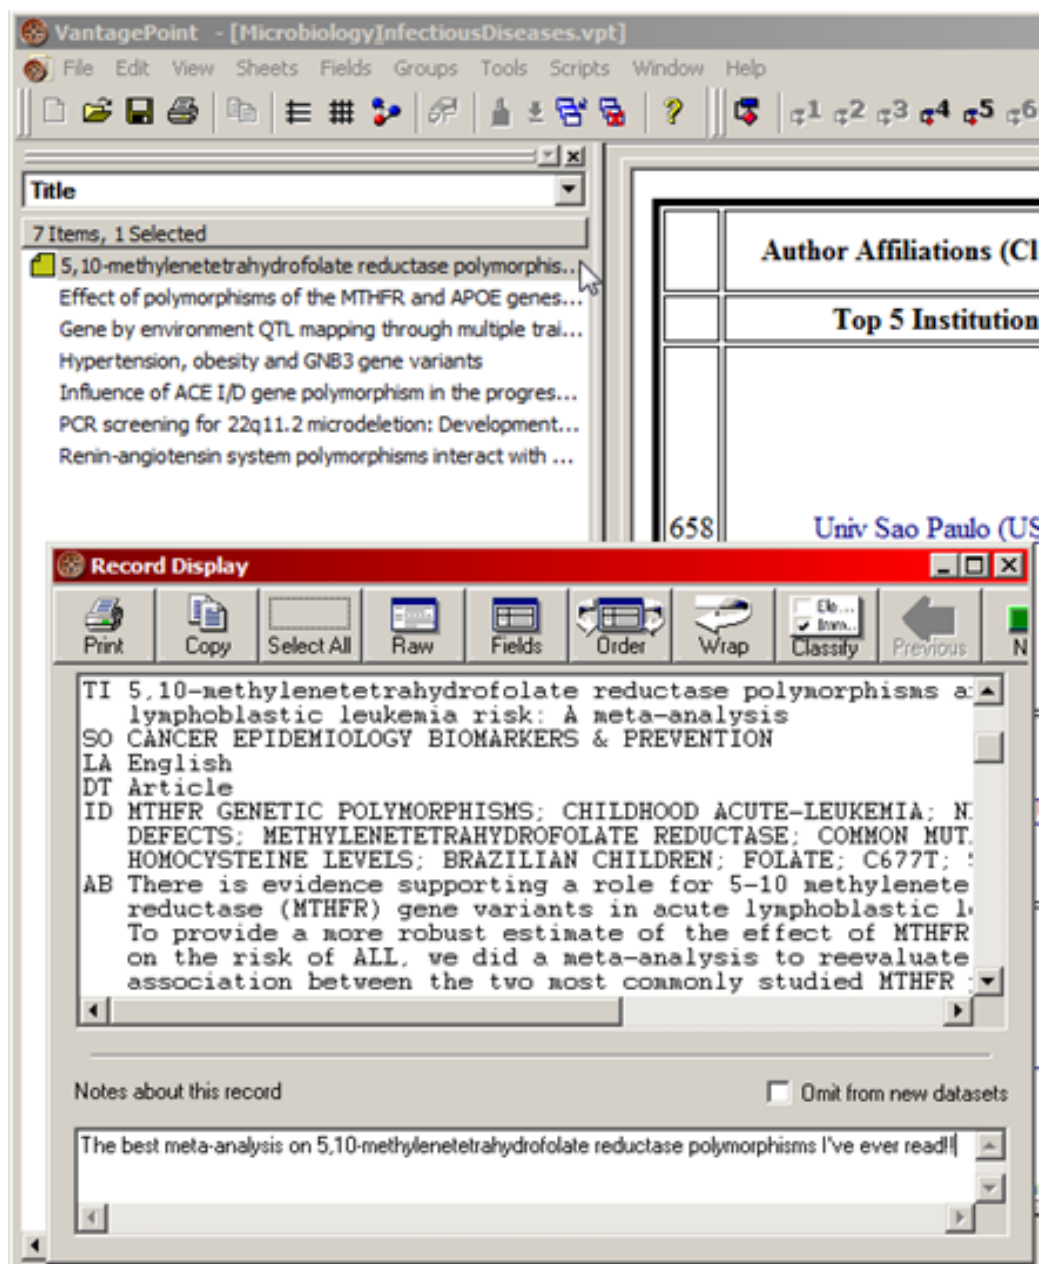 VantagePoint - [MicrobiologyInfectiousDiseases.vpt]
File Edit View Sheets Fields Groups Tools Scripts Window Help
1 2 3 4 5 6
Title
7 Items, 1 Selected
5,10-methylenetetrahydrofolate reductase polymorphis...
Effect of polymorphisms of the MTHFR and APOE genes...
Gene by environment QTL mapping through multiple trai...
Hypertension, obesity and GNB3 gene variants
Influence of ACE I/D gene polymorphism in the progres...
PCR screening for 22q11.2 microdeletion: Development...
Renin-angiotensin system polymorphisms interact with ...
Author Affiliations (Cl
Top 5 Institution
658 Univ Sao Paulo (US
Record Display
Print Copy Select All Raw Fields Order Wrap Classify Previous N
TI 5,10-methylenetetrahydrofolate reductase polymorphisms a
lymphoblastic leukemia risk: A meta-analysis
SO CANCER EPIDEMIOLOGY BIOMARKERS & PREVENTION
LA English
DT Article
ID MTHFR GENETIC POLYMORPHISMS; CHILDHOOD ACUTE-LEUKEMIA; N
DEFECTS; METHYLENETETRAHYDROFOLATE REDUCTASE; COMMON MUT
HOMOCYSTEINE LEVELS; BRAZILIAN CHILDREN; FOLATE; C677T;
AB There is evidence supporting a role for 5-10 methylenete
reductase (MTHFR) gene variants in acute lymphoblastic l
To provide a more robust estimate of the effect of MTHFR
on the risk of ALL, we did a meta-analysis to reevaluate
association between the two most commonly studied MTHFR
Notes about this record
Omit from new datasets
The best meta-analysis on 5,10-methylenetetrahydrofolate reductase polymorphisms I've ever read!!